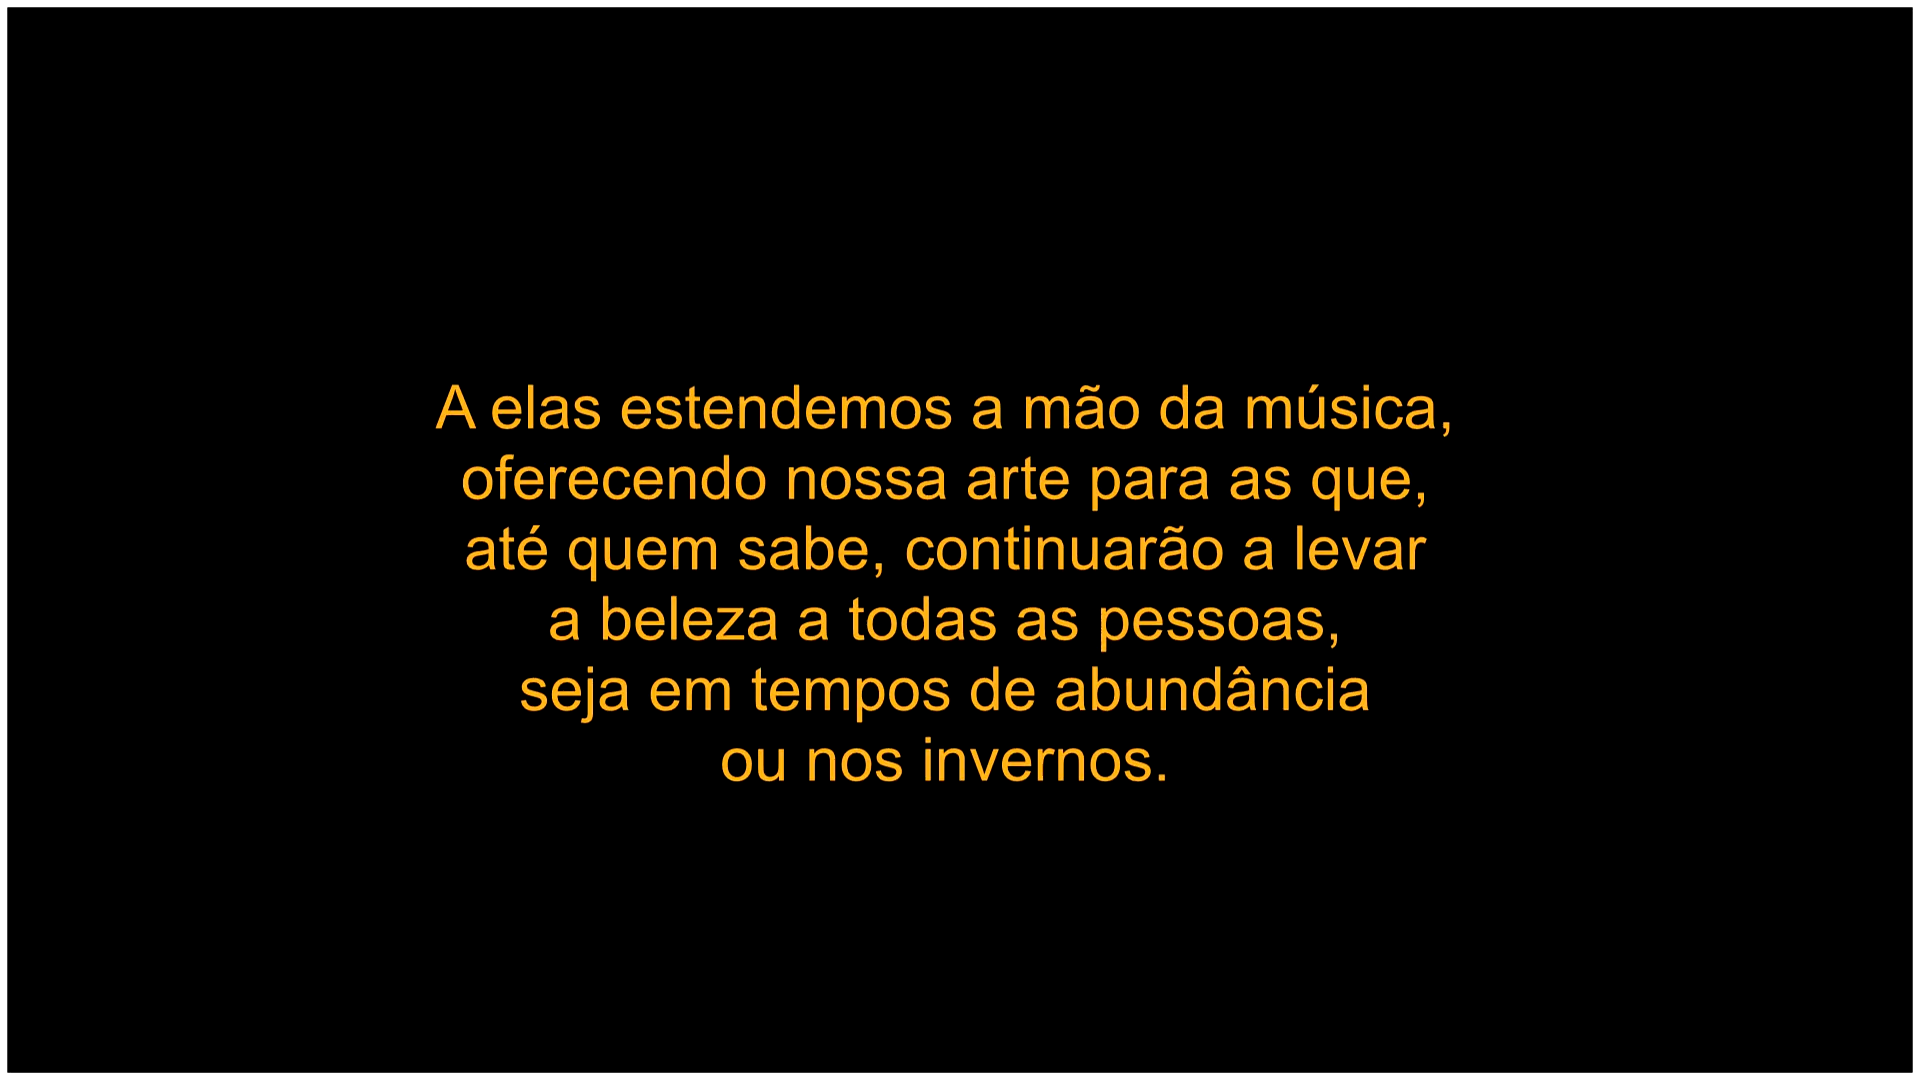 A elas estendemos a mão da música,
oferecendo nossa arte para as que,
até quem sabe, continuarão a levar
a beleza a todas as pessoas,
seja em tempos de abundância
ou nos invernos.